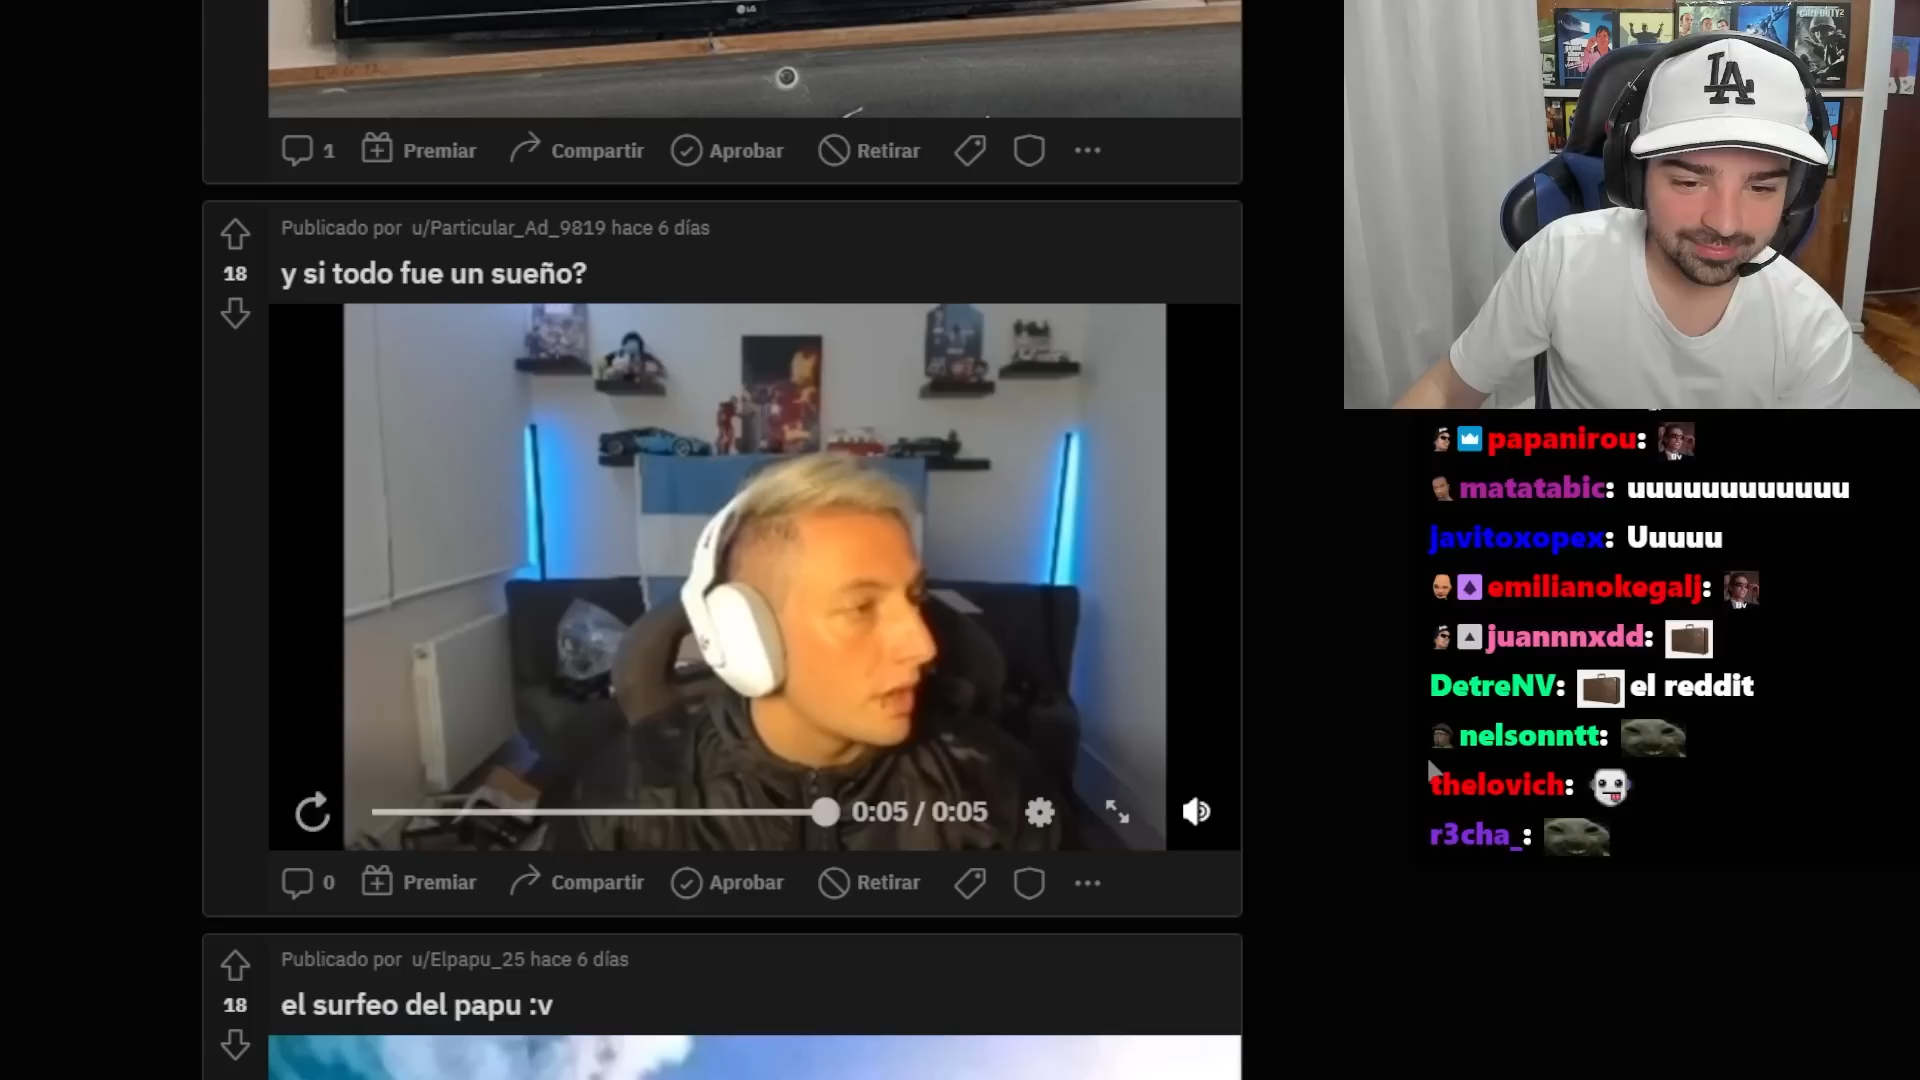 LG
1 Premiar Compartir Aprobar Retirar
Publicado por u/Particular_Ad_9819 hace 6 días
18
y si todo fue un sueño?
0:05 / 0:05
0 Premiar Compartir Aprobar Retirar
Publicado por u/Elpapu_25 hace 6 días
18
el surfeo del papu :v
LA
papanirou:
matatabic: uuuuuuuuuuuu
Javitoxopex: Uuuuu
emilianokegalj:
juannnxdd:
DetreNV: el reddit
nelsonntt:
thelovich:
r3cha_: